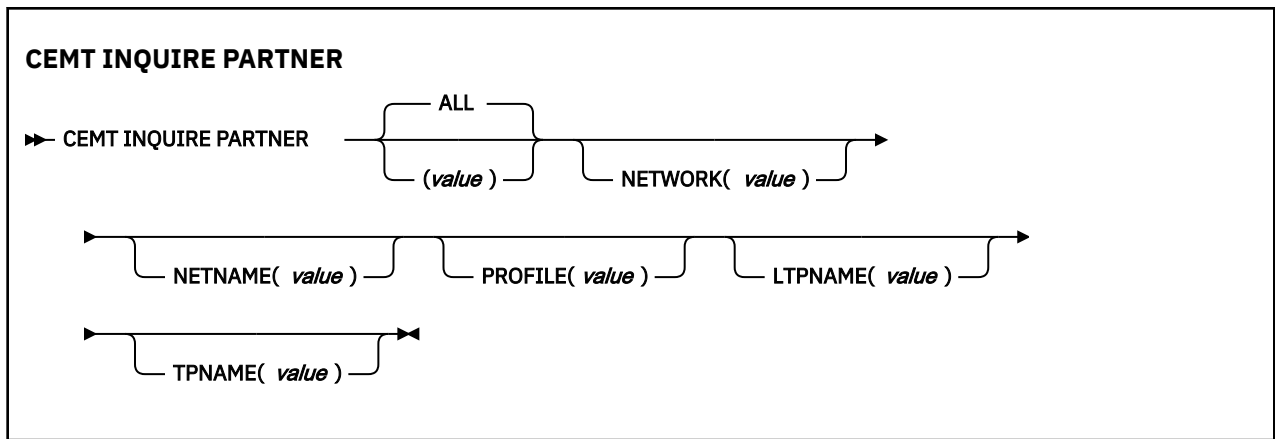 CEMT INQUIRE PARTNER
ALL
CEMT INQUIRE PARTNER
(value )
NETWORK( value )
NETNAME( value )
PROFILE( value )
LTPNAME( value )
TPNAME( value )